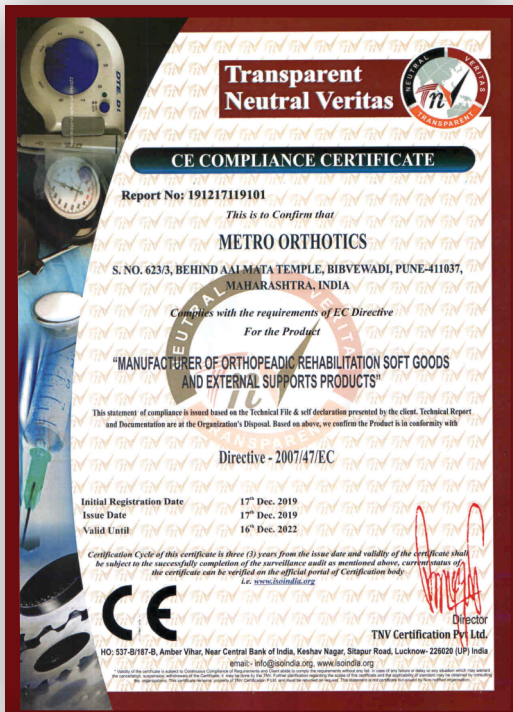 Transparent
Neutral Veritas
NEUTRAL VERITAS
TNV
TRANSPARENT
CE COMPLIANCE CERTIFICATE
Report No: 191217119101
This is to Confirm that
METRO ORTHOTICS
S. NO. 623/3, BEHIND AAI MATA TEMPLE, BIBVEWADI, PUNE-411037,
MAHARASHTRA, INDIA
Complies with the requirements of EC Directive
For the Product
"MANUFACTURER OF ORTHOPEADIC REHABILITATION SOFT GOODS
AND EXTERNAL SUPPORTS PRODUCTS"
This statement of compliance is issued based on the Technical File & self declaration presented by the client. Technical Report
and Documentation are at the Organization's Disposal. Based on above, we confirm the Product is in conformity with
Directive - 2007/47/EC
Initial Registration Date 17th Dec. 2019
Issue Date 17th Dec. 2019
Valid Until 16th Dec. 2022
Certification Cycle of this certificate is three (3) years from the issue date and validity of the certificate shall
be subject to the successfully completion of the surveillance audit as mentioned above, current status of
the certificate can be verified on the official portal of Certification body
i.e. www.isoindia.org
CE
Director
TNV Certification Pvt Ltd.
HO; 537-B/187-B, Amber Vihar, Near Central Bank of India, Keshav Nagar, Sitapur Road, Lucknow- 226020 (UP) India
email:- info@isoindia.org, www.isoindia.org